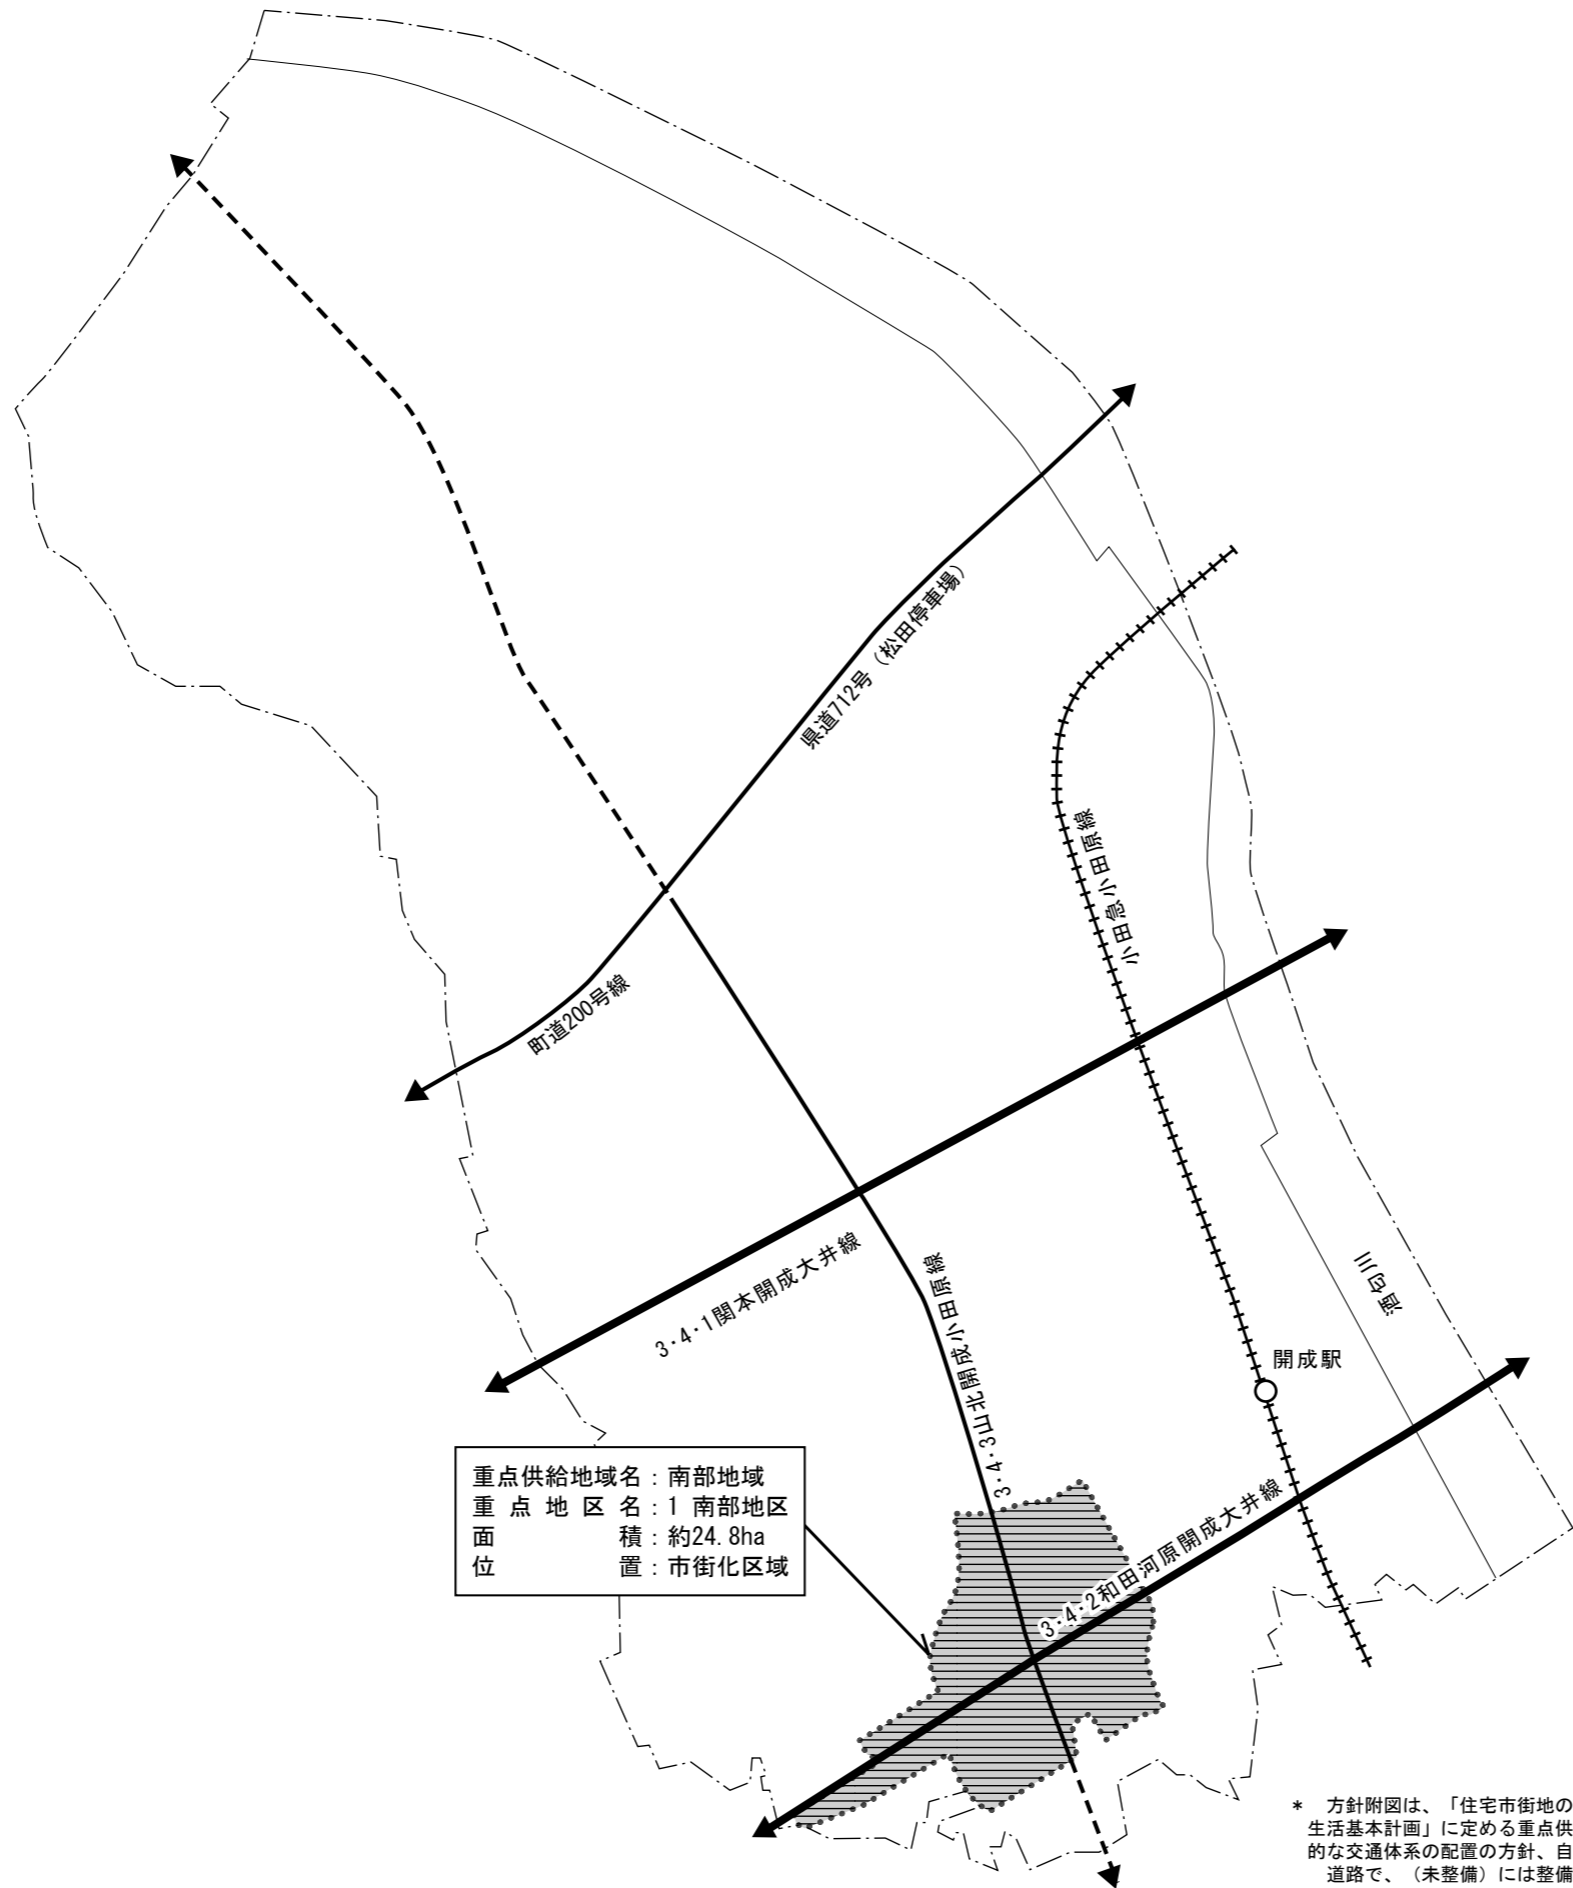 県道712号（松田停車場）
小田急小田原線
町道200号線
3・4・1関本開成大井線
3・4・3山北開成小田原線
酒匂川
開成駅
3・4・2和田河原開成大井線
重点供給地域名：南部地域
重点地区名：1 南部地区
面積：約24.8ha
位置：市街化区域
* 方針附図は、「住宅市街地の
生活基本計画」に定める重点供
的な交通体系の配置の方針、自
道路で、（未整備）には整備